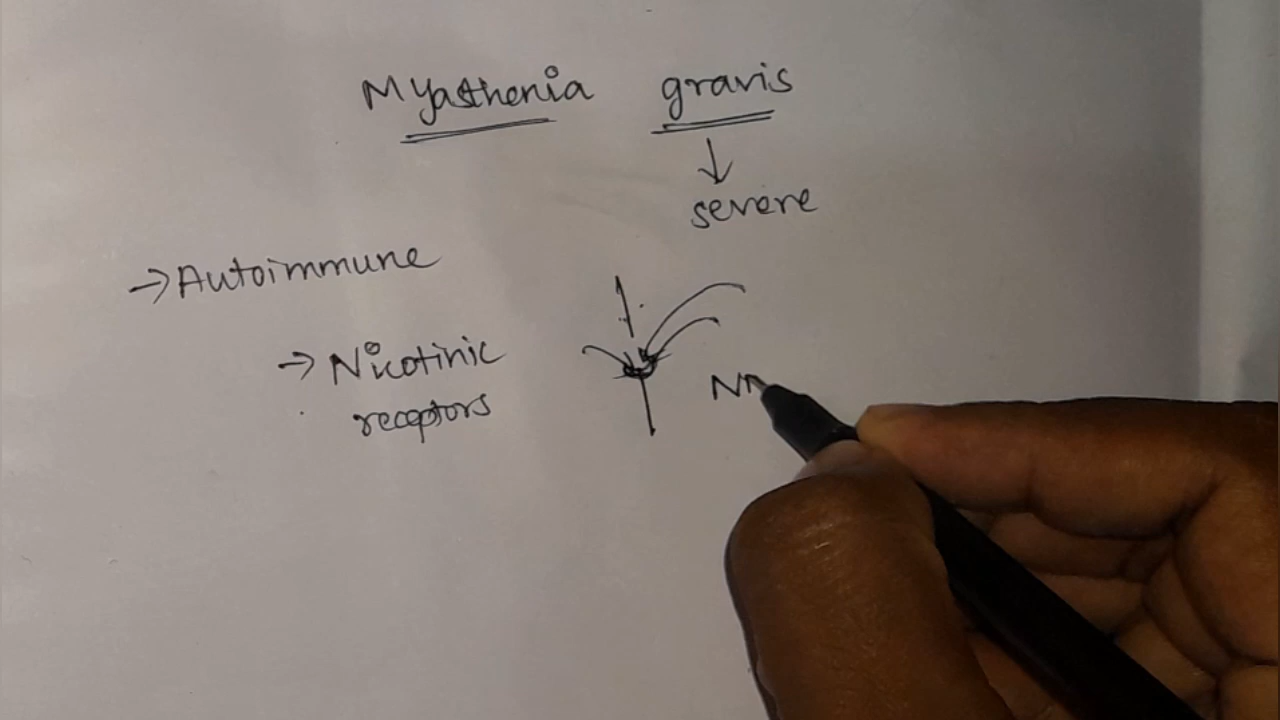 Myasthenia gravis
↓
severe
→ Autoimmune
→ Nicotinic
receptors